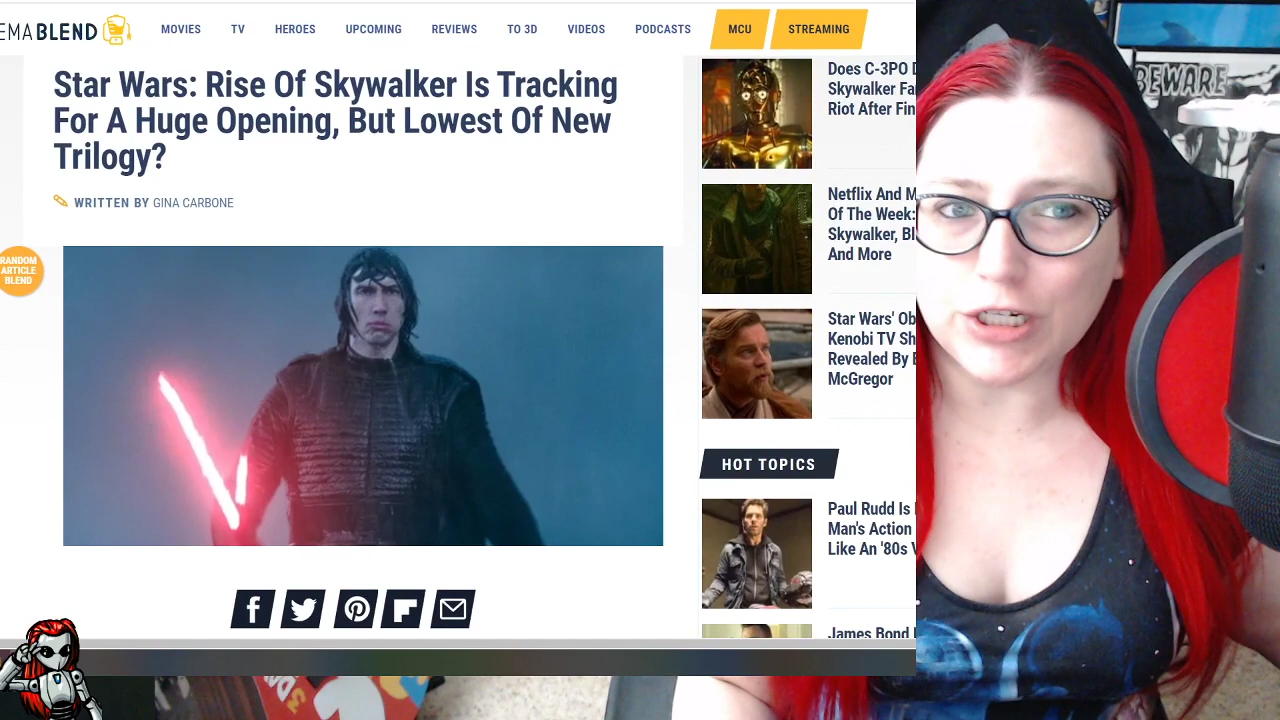 EMABLEND
MOVIES TV HEROES UPCOMING REVIEWS TO 3D VIDEOS PODCASTS MCU STREAMING
Star Wars: Rise Of Skywalker Is Tracking
For A Huge Opening, But Lowest Of New
Trilogy?
WRITTEN BY GINA CARBONE
RANDOM
ARTICLE
BLEND
Does C-3PO
Skywalker Fa
Riot After Fin
Netflix And M
Of The Week:
Skywalker, Bl
And More
Star Wars' Ob
Kenobi TV Sh
Revealed By E
McGregor
HOT TOPICS
Paul Rudd Is
Man's Action
Like An '80s V
James Bond
BEWARE